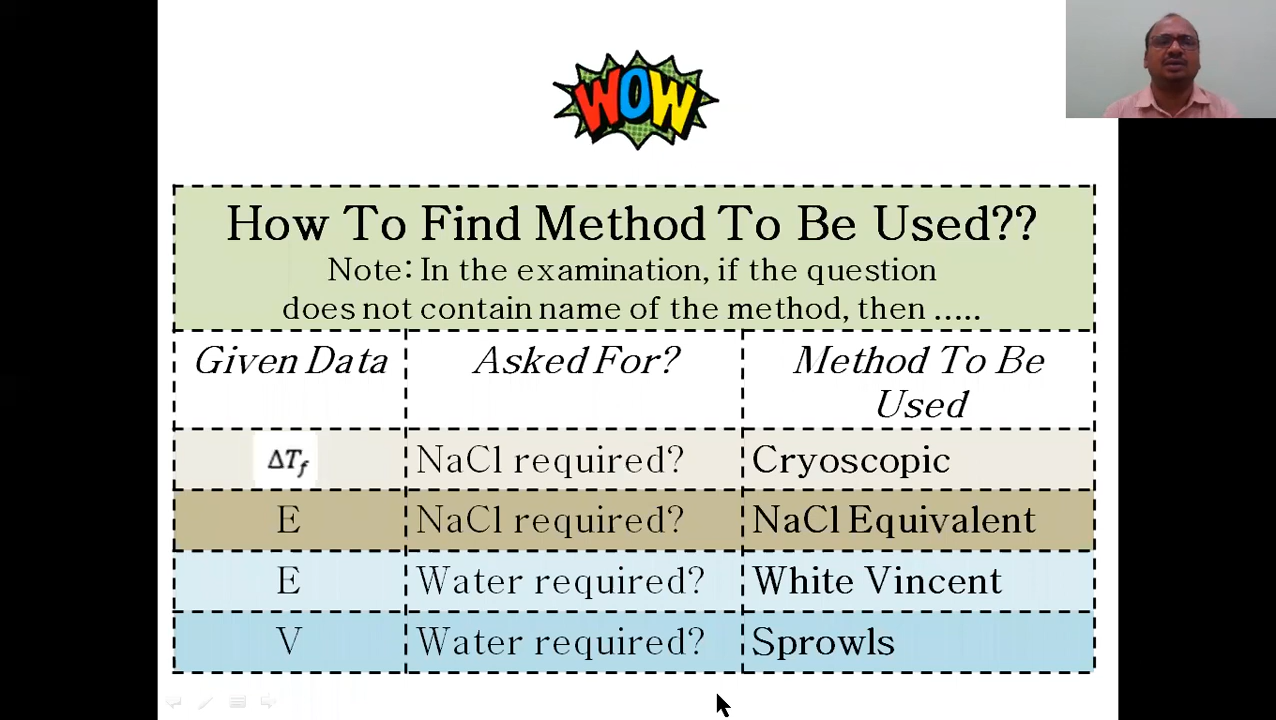 WOW
How To Find Method To Be Used??
Note: In the examination, if the question
does not contain name of the method, then .....
Given Data Asked For? Method To Be
Used
ΔTf NaCl required? Cryoscopic
E NaCl required? NaCl Equivalent
E Water required? White Vincent
V Water required? Sprowls